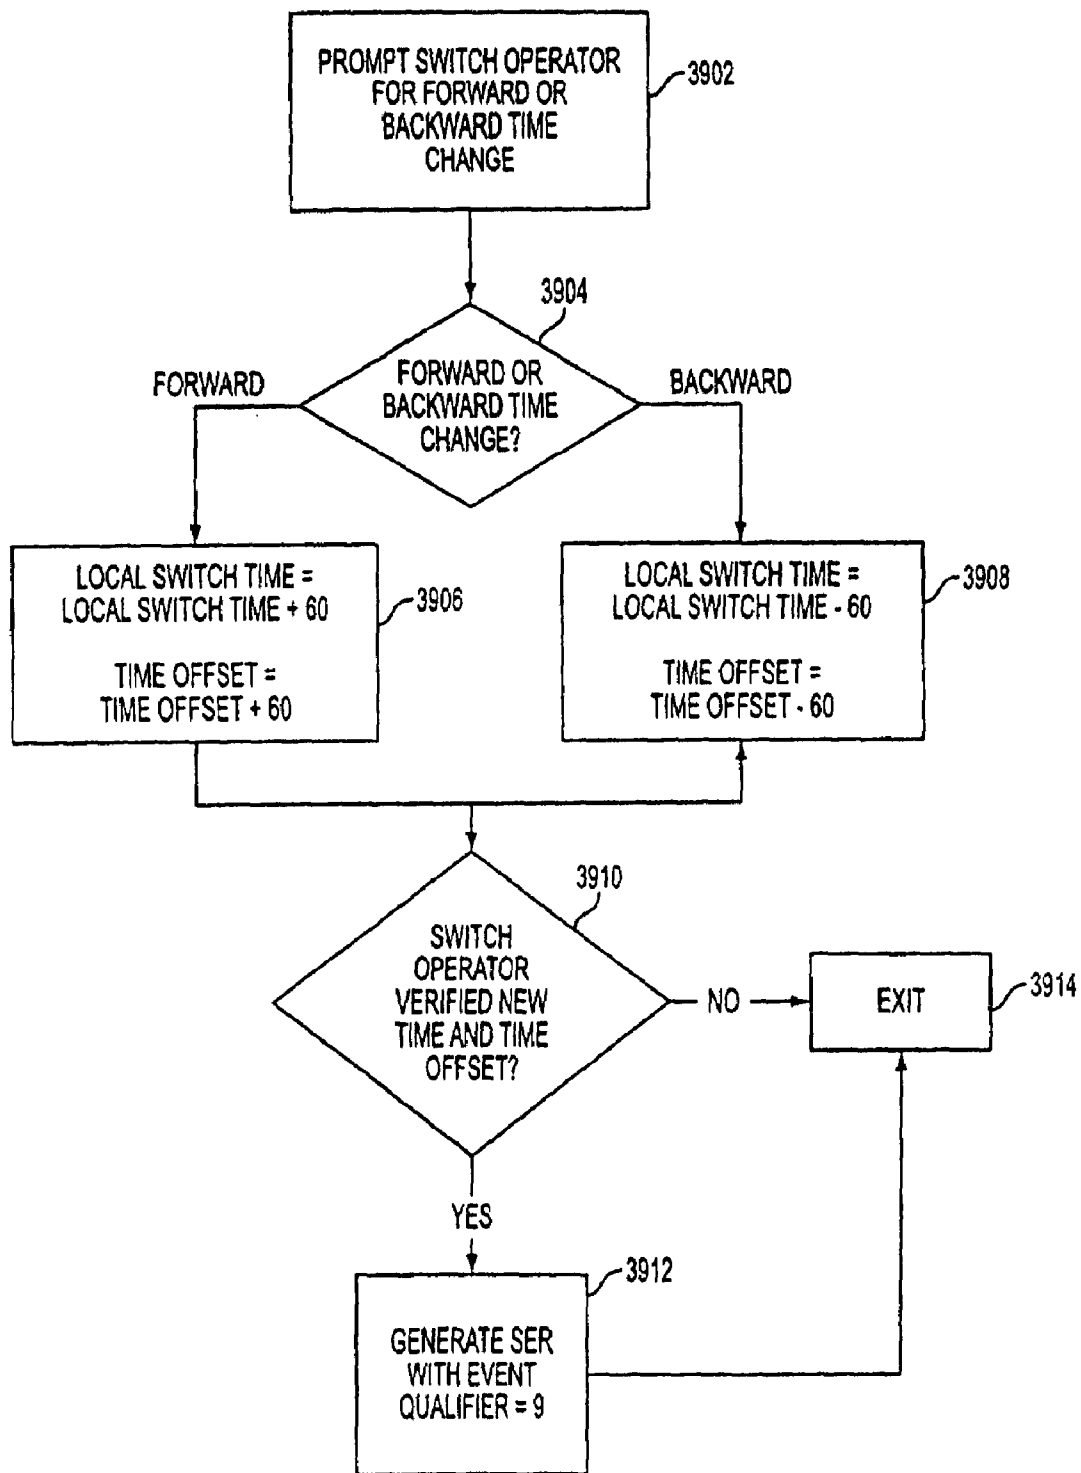 PROMPT SWITCH OPERATOR
FOR FORWARD OR
BACKWARD TIME
CHANGE
3902
3904
FORWARD
FORWARD OR
BACKWARD TIME
CHANGE?
BACKWARD
LOCAL SWITCH TIME =
LOCAL SWITCH TIME + 60
TIME OFFSET =
TIME OFFSET + 60
3906
LOCAL SWITCH TIME =
LOCAL SWITCH TIME - 60
TIME OFFSET =
TIME OFFSET - 60
3908
3910
SWITCH
OPERATOR
VERIFIED NEW
TIME AND TIME
OFFSET?
NO
EXIT
3914
YES
3912
GENERATE SER
WITH EVENT
QUALIFIER = 9